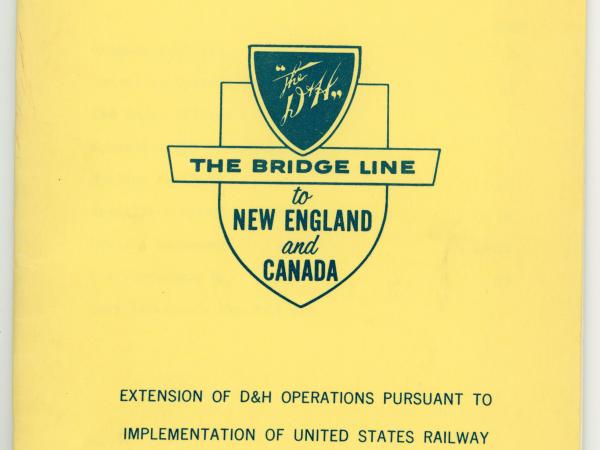 "The
D&H"
THE BRIDGE LINE
to
NEW ENGLAND
and
CANADA
EXTENSION OF D&H OPERATIONS PURSUANT TO
IMPLEMENTATION OF UNITED STATES RAILWAY